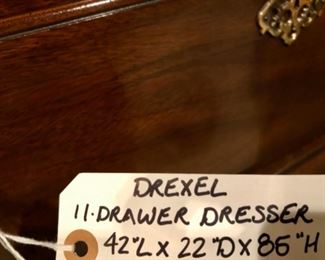 DREXEL
11-DRAWER DRESSER
42"L X 22"D X 86"H